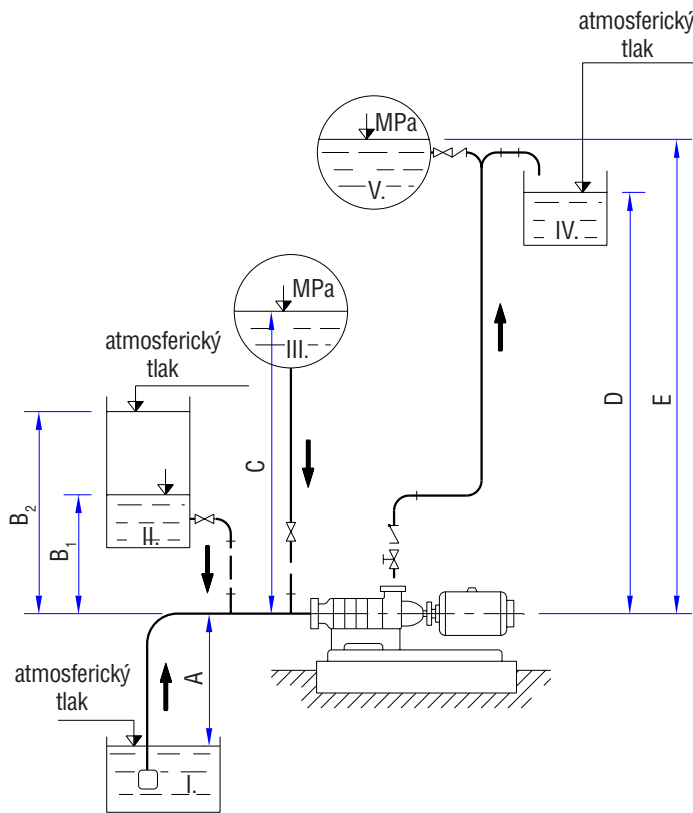 atmosferický
tlak
MPa
V.
IV.
MPa
III.
atmosferický
tlak
D
E
C
B2
B1
II.
A
atmosferický
tlak
I.